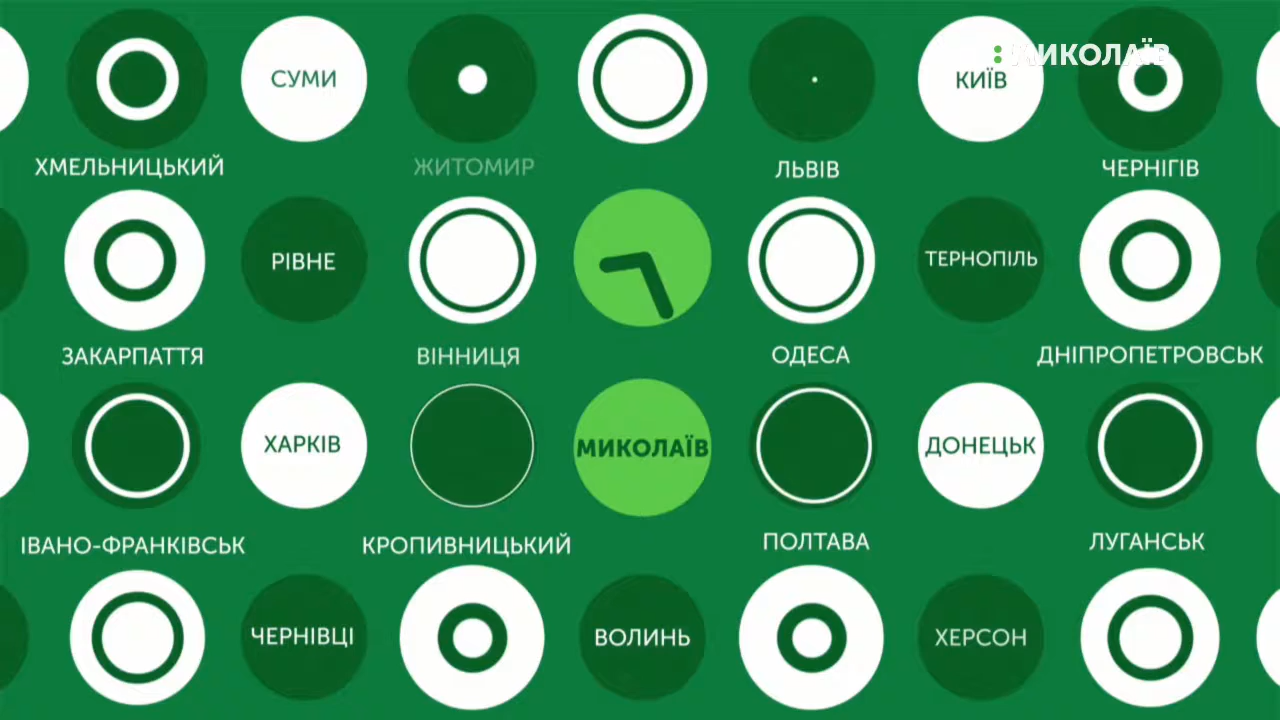 :МИКОЛАЇВ
СУМИ
КИЇВ
ХМЕЛЬНИЦЬКИЙ
ЖИТОМИР
ЛЬВІВ
ЧЕРНІГІВ
РІВНЕ
ТЕРНОПІЛЬ
ЗАКАРПАТТЯ
ВІННИЦЯ
ОДЕСА
ДНІПРОПЕТРОВСЬК
ХАРКІВ
МИКОЛАЇВ
ДОНЕЦЬК
ІВАНО-ФРАНКІВСЬК
КРОПИВНИЦЬКИЙ
ПОЛТАВА
ЛУГАНСЬК
ЧЕРНІВЦІ
ВОЛИНЬ
ХЕРСОН